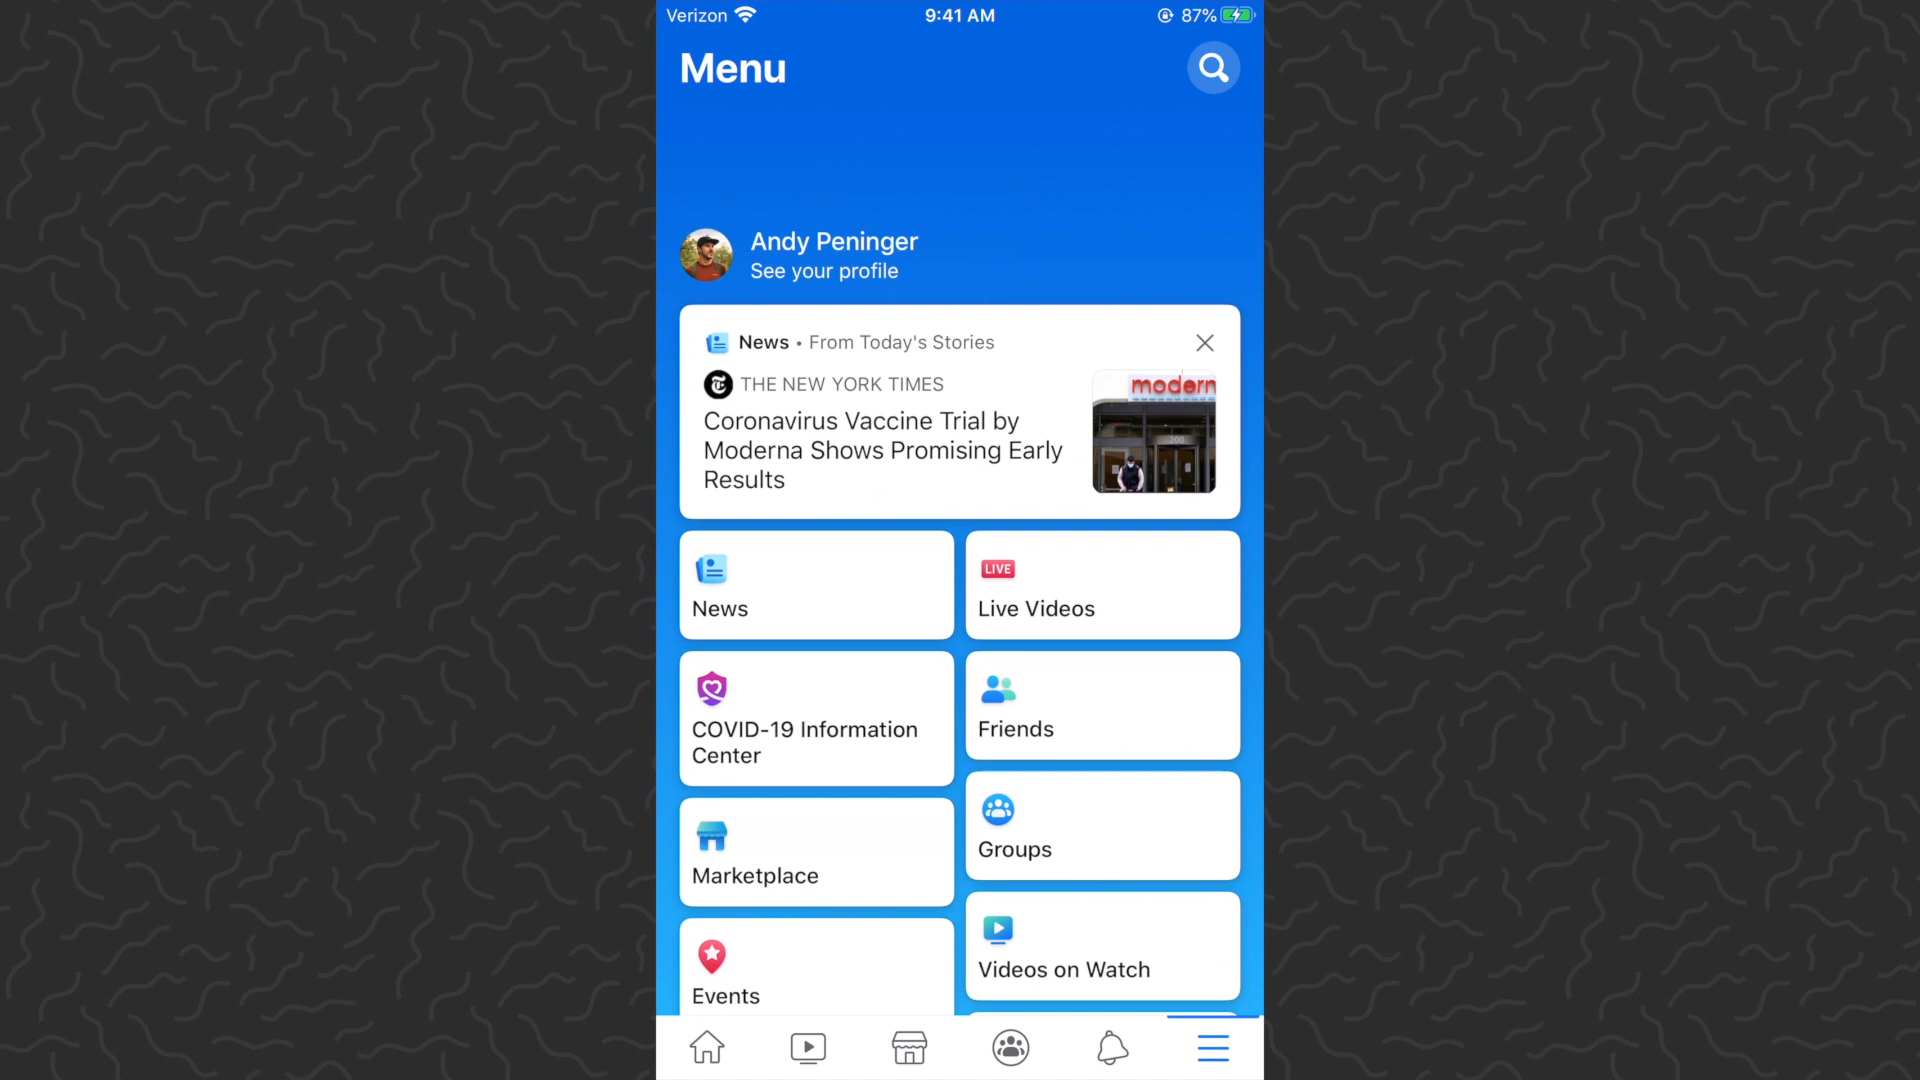 Verizon 9:41 AM 87%
Menu
Andy Peninger
See your profile
News • From Today's Stories
THE NEW YORK TIMES
Coronavirus Vaccine Trial by
Moderna Shows Promising Early
Results
modern
200
News
LIVE
Live Videos
COVID-19 Information
Center
Friends
Groups
Marketplace
Videos on Watch
Events